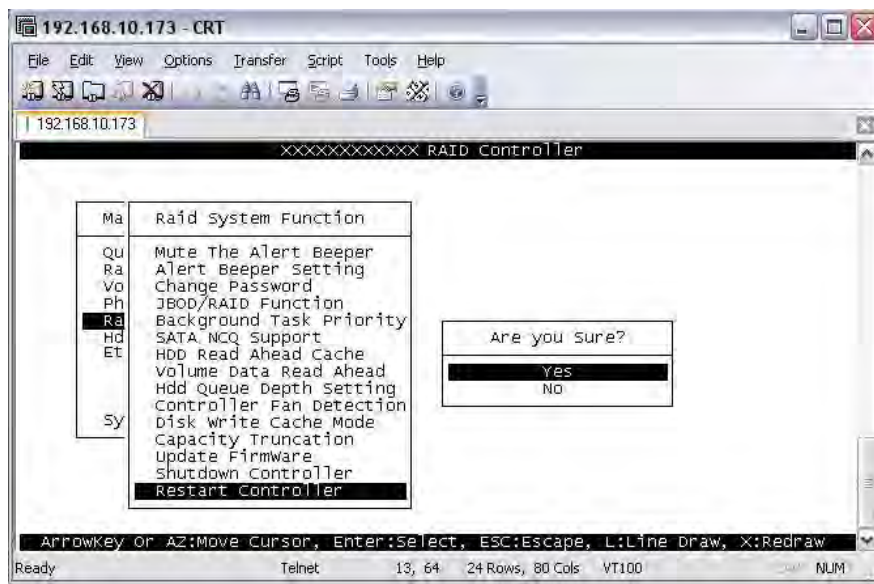 192.168.10.173 - CRT
File Edit View Options Transfer Script Tools Help
192.168.10.173
XXXXXXXXXXXX RAID Controller
Ma
Qu
Ra
Vo
Ph
Ra
Hd
Et
Sy
Raid System Function
Mute The Alert Beeper
Alert Beeper Setting
Change Password
JBOD/RAID Function
Background Task Priority
SATA NCQ Support
HDD Read Ahead Cache
Volume Data Read Ahead
Hdd Queue Depth Setting
Controller Fan Detection
Disk Write Cache Mode
Capacity Truncation
Update FirmWare
Shutdown Controller
Restart Controller
Are you Sure?
Yes
No
ArrowKey Or AZ:Move Cursor, Enter:Select, ESC:Escape, L:Line Draw, X:Redraw
Ready Telnet 13, 64 24 Rows, 80 Cols VT100 NUM